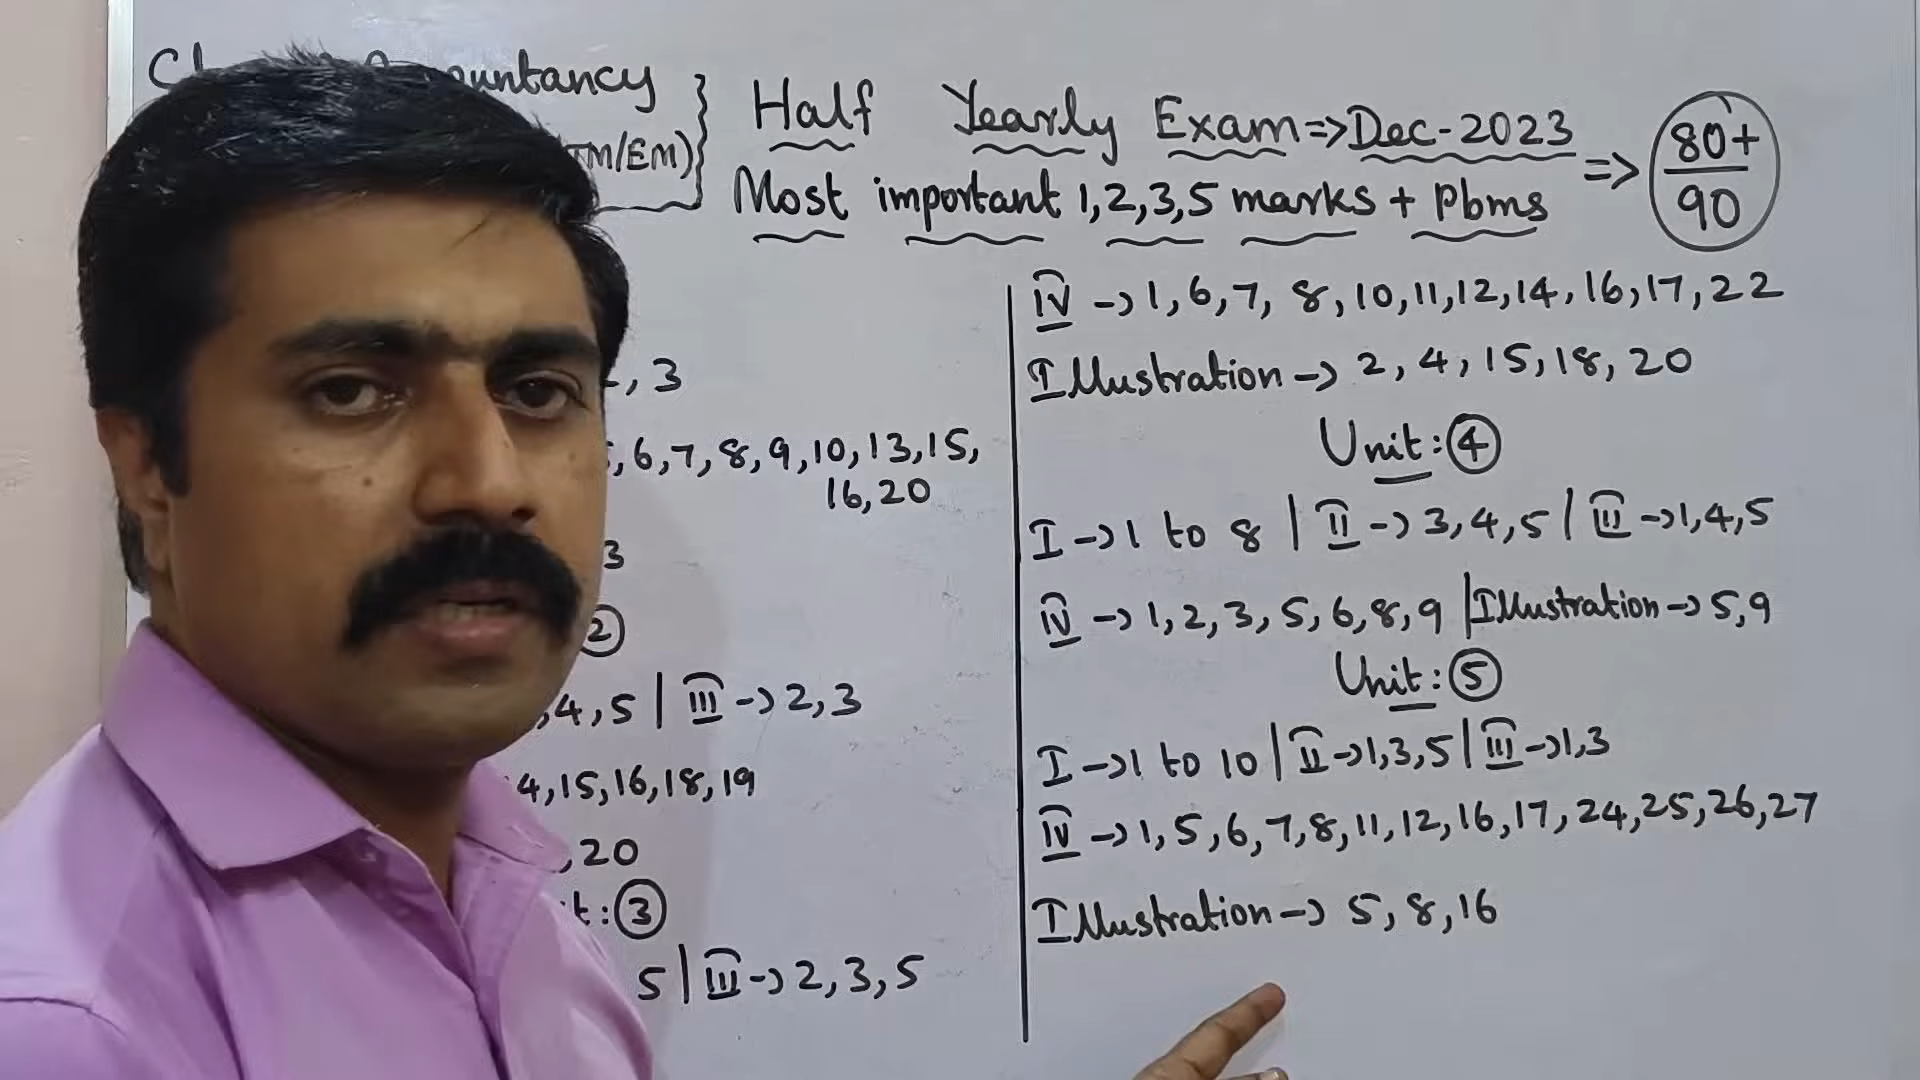 Accountancy
TM/EM)
Half Yearly Exam => Dec-2023
Most important 1,2,3,5 marks + Pbms
=> 80+/90
, 3
,6,7,8,9,10,13,15,
16,20
3
2
,4,5 | III -> 2,3
4,15,16,18,19
,20
t: 3
5 | III -> 2,3,5
IV -> 1,6,7,8,10,11,12,14,16,17,22
Illustration -> 2,4,15,18,20
Unit: 4
I -> 1 to 8 | II -> 3,4,5 | III -> 1,4,5
IV -> 1,2,3,5,6,8,9 | Illustration -> 5,9
Unit: 5
I -> 1 to 10 | II -> 1,3,5 | III -> 1,3
IV -> 1,5,6,7,8,11,12,16,17,24,25,26,27
Illustration -> 5,8,16